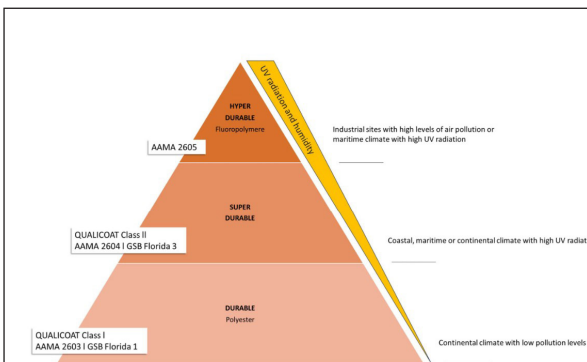 UV radiation and humidity
HYPER
DURABLE
Fluoropolymere
Industrial sites with high levels of air pollution or
maritime climate with high UV radiation
AAMA 2605
SUPER
DURABLE
QUALICOAT Class II
AAMA 2604 I GSB Florida 3
Coastal, maritime or continental climate with high UV
DURABLE
Polyester
QUALICOAT Class I
AAMA 2603 I GSB Florida 1
Continental climate with low pollution levels